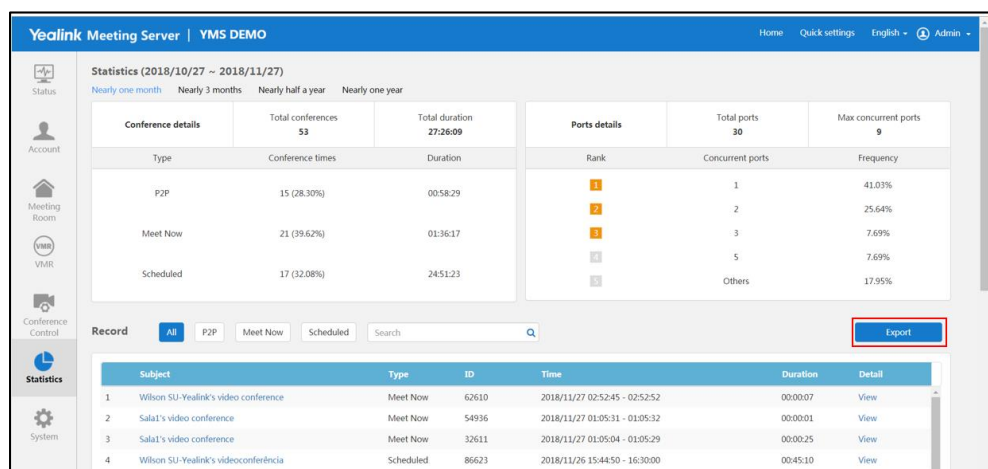 Yealink Meeting Server | YMS DEMO
Home Quick settings English Admin
Status
Account
Meeting Room
VMR
VMR
Conference Control
Statistics
System
Statistics (2018/10/27 ~ 2018/11/27)
Nearly one month Nearly 3 months Nearly half a year Nearly one year
Conference details Total conferences 53 Total duration 27:26:09
Type Conference times Duration
P2P 15 (28.30%) 00:58:29
Meet Now 21 (39.62%) 01:36:17
Scheduled 17 (32.08%) 24:51:23
Ports details Total ports 30 Max concurrent ports 9
Rank Concurrent ports Frequency
1 1 41.03%
2 2 25.64%
3 3 7.69%
4 5 7.69%
5 Others 17.95%
Record All P2P Meet Now Scheduled Search Export
Subject Type ID Time Duration Detail
1 Wilson SU-Yealink's video conference Meet Now 62610 2018/11/27 02:52:45 - 02:52:52 00:00:07 View
2 Sala1's video conference Meet Now 54936 2018/11/27 01:05:31 - 01:05:32 00:00:01 View
3 Sala1's video conference Meet Now 32611 2018/11/27 01:05:04 - 01:05:29 00:00:25 View
4 Wilson SU-Yealink's videoconferência Scheduled 86623 2018/11/26 15:44:50 - 16:30:00 00:45:10 View